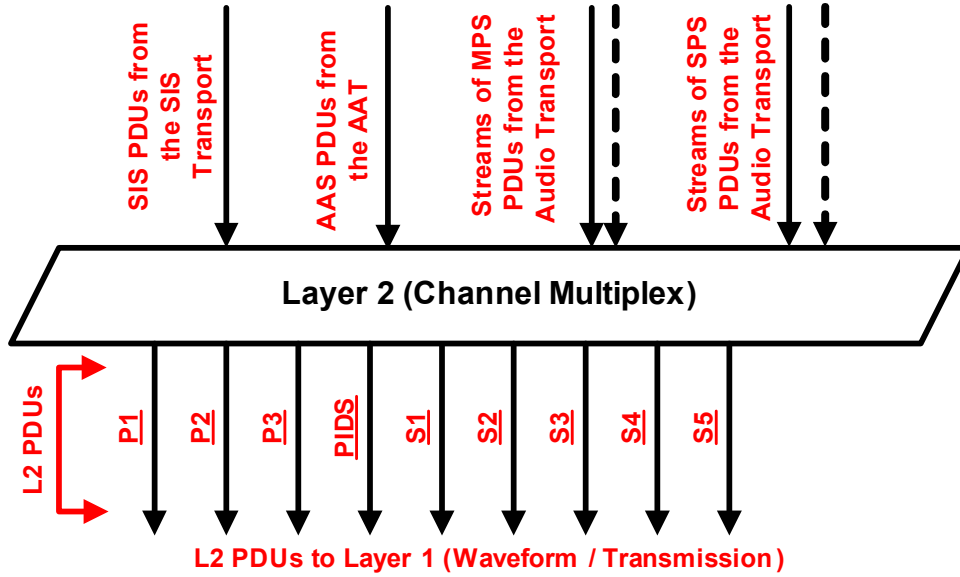 SIS PDUs from
the SIS
Transport
AAS PDUs from
the AAT
Streams of MPS
PDUs from the
Audio Transport
Streams of SPS
PDUs from the
Audio Transport
Layer 2 (Channel Multiplex)
L2 PDUs
P1
P2
P3
PIDS
S1
S2
S3
S4
S5
L2 PDUs to Layer 1 (Waveform / Transmission)